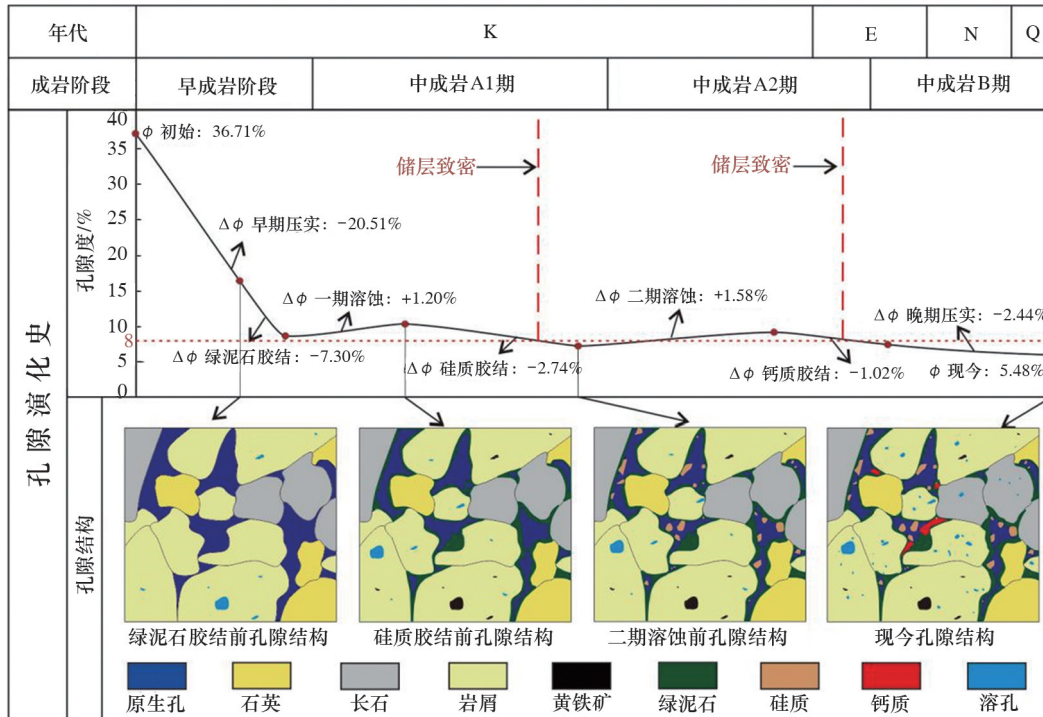 年代
K
E
N
Q
成岩阶段
早成岩阶段
中成岩A1期
中成岩A2期
中成岩B期
孔隙演化史
孔隙度/%
40
35
30
25
20
15
10
8
5
0
φ 初始：36.71%
储层致密
储层致密
Δφ 早期压实：−20.51%
Δφ 一期溶蚀：+1.20%
Δφ 二期溶蚀：+1.58%
Δφ 晚期压实：−2.44%
Δφ 绿泥石胶结：−7.30%
Δφ 硅质胶结：−2.74%
Δφ 钙质胶结：−1.02%
φ 现今：5.48%
孔隙结构
绿泥石胶结前孔隙结构
硅质胶结前孔隙结构
二期溶蚀前孔隙结构
现今孔隙结构
原生孔
石英
长石
岩屑
黄铁矿
绿泥石
硅质
钙质
溶孔